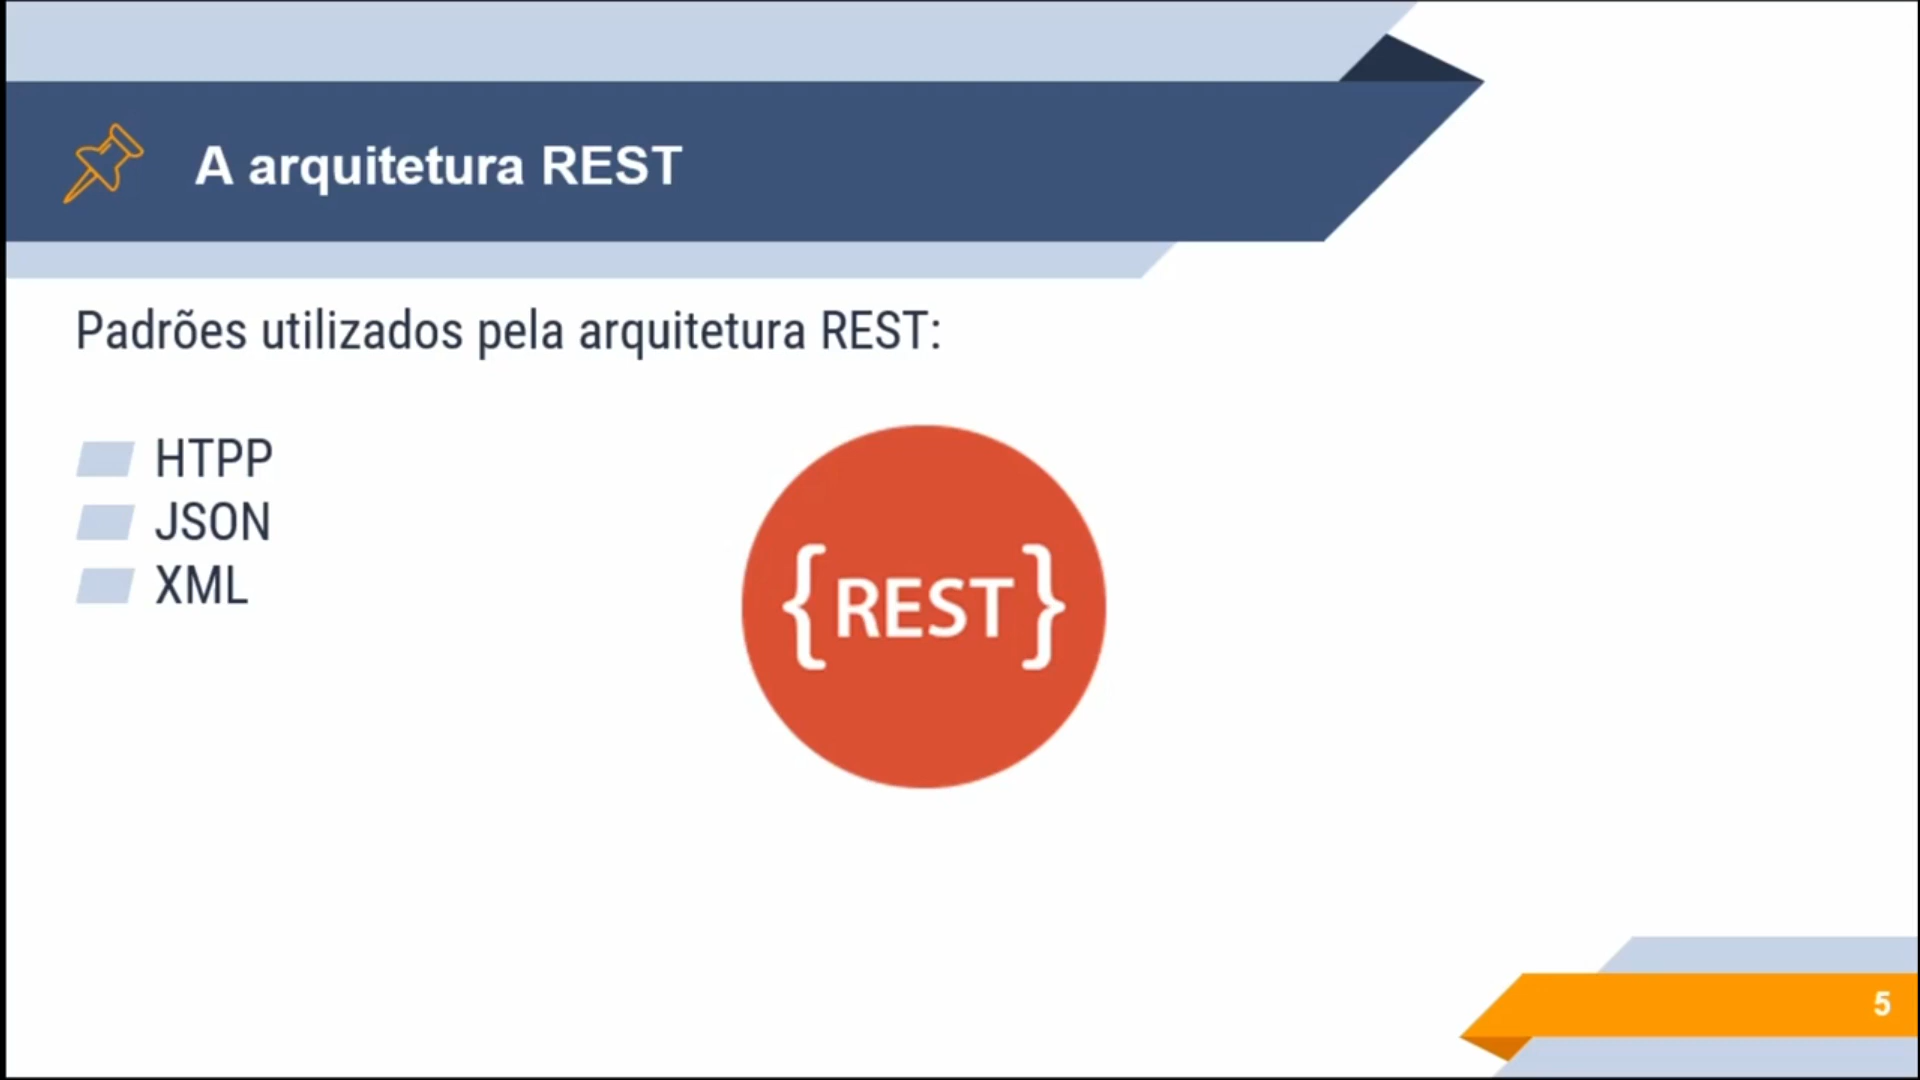 A arquitetura REST
Padrões utilizados pela arquitetura REST:
HTPP
JSON
XML
{REST}
5